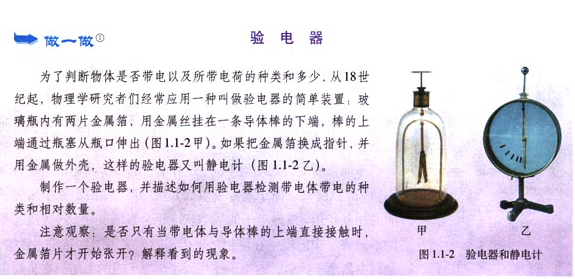 做一做①
验电器
为了判断物体是否带电以及所带电荷的种类和多少，从18世
纪起，物理学研究者们经常应用一种叫做验电器的简单装置：玻
璃瓶内有两片金属箔，用金属丝挂在一条导体棒的下端，棒的上
端通过瓶塞从瓶口伸出（图1.1-2甲）。如果把金属箔换成指针，并
用金属做外壳，这样的验电器又叫静电计（图1.1-2乙）。
制作一个验电器，并描述如何用验电器检测带电体带电的种
类和相对数量。
注意观察：是否只有当带电体与导体棒的上端直接接触时，
金属箔片才开始张开？解释看到的现象。
甲 乙
图1.1-2 验电器和静电计